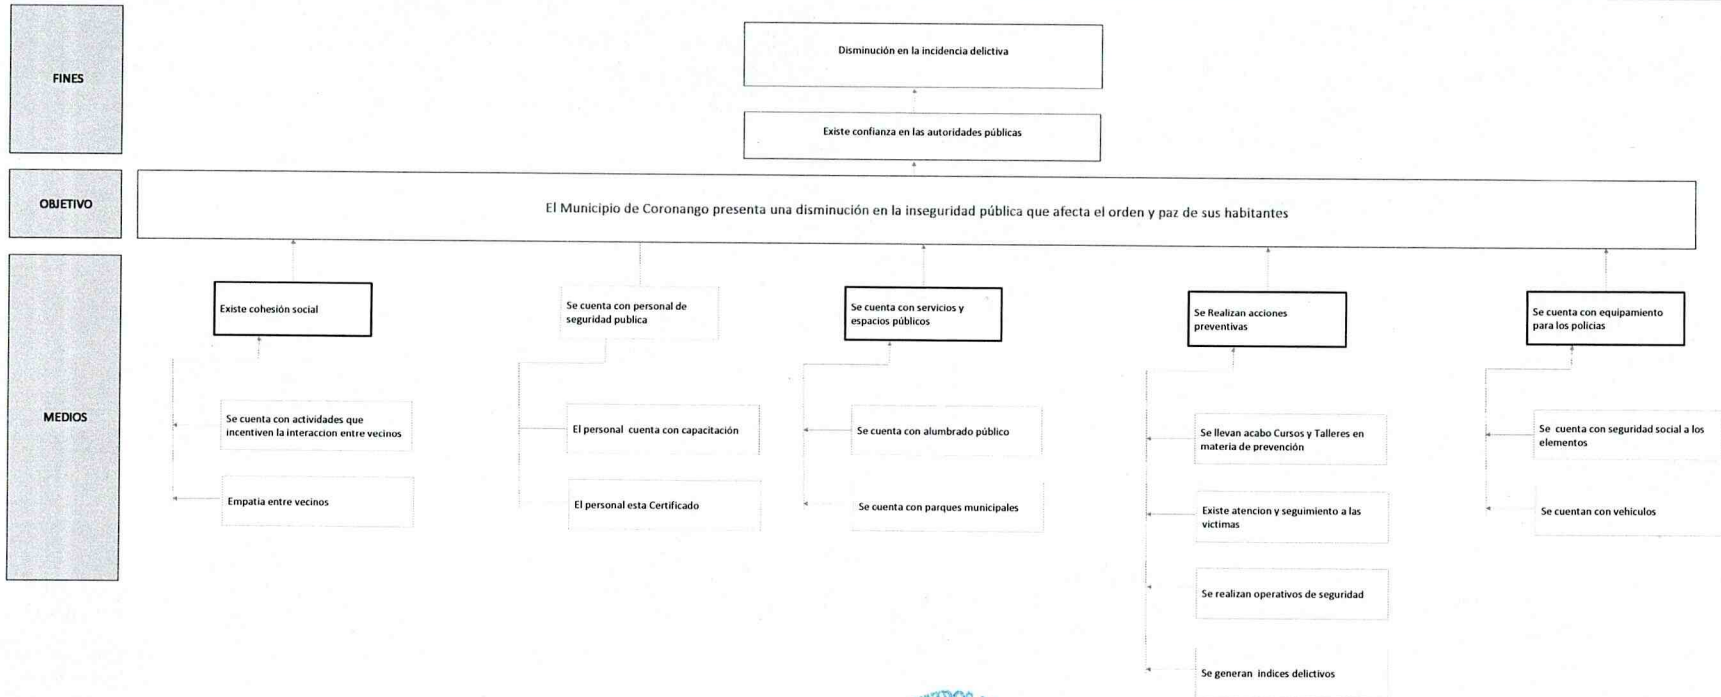 FINES
Disminución en la incidencia delictiva
Existe confianza en las autoridades públicas
OBJETIVO
El Municipio de Coronango presenta una disminución en la inseguridad pública que afecta el orden y paz de sus habitantes
MEDIOS
Existe cohesión social
Se cuenta con actividades que
incentiven la interaccion entre vecinos
Empatia entre vecinos
Se cuenta con personal de
seguridad publica
El personal cuenta con capacitación
El personal esta Certificado
Se cuenta con servicios y
espacios públicos
Se cuenta con alumbrado público
Se cuenta con parques municipales
Se Realizan acciones
preventivas
Se llevan acabo Cursos y Talleres en
materia de prevención
Existe atencion y seguimiento a las
victimas
Se realizan operativos de seguridad
Se generan indices delictivos
Se cuenta con equipamiento
para los policias
Se cuenta con seguridad social a los
elementos
Se cuentan con vehículos